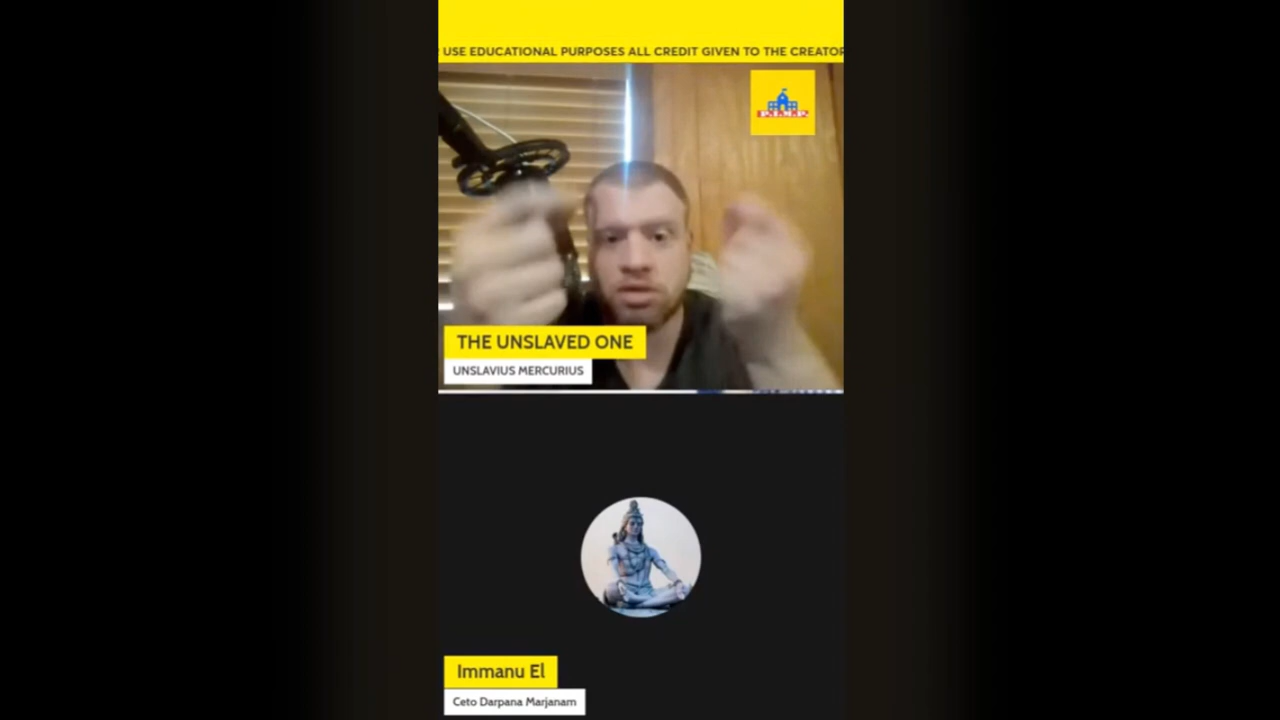 USE EDUCATIONAL PURPOSES ALL CREDIT GIVEN TO THE CREATOR
THE UNSLAVED ONE
UNSLAVIUS MERCURIUS
Immanu El
Ceto Darpana Marjanam